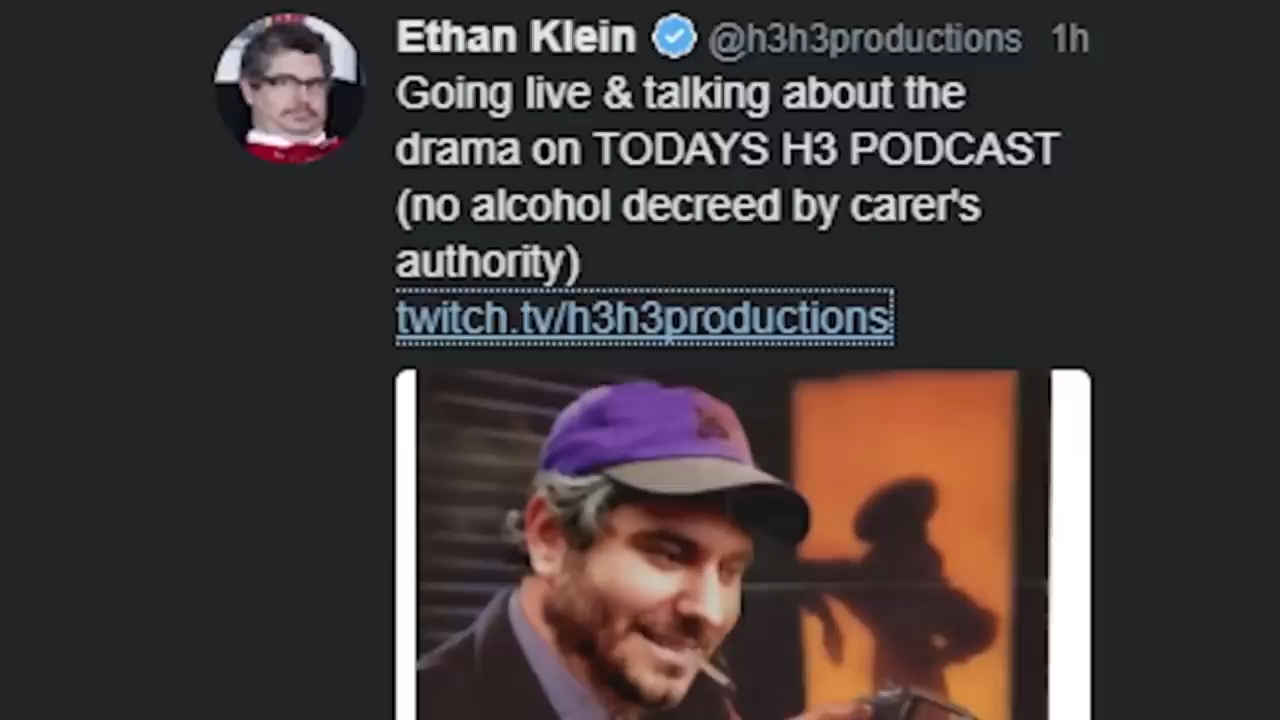 Ethan Klein @h3h3productions 1h
Going live & talking about the
drama on TODAYS H3 PODCAST
(no alcohol decreed by carer's
authority)
twitch.tv/h3h3productions